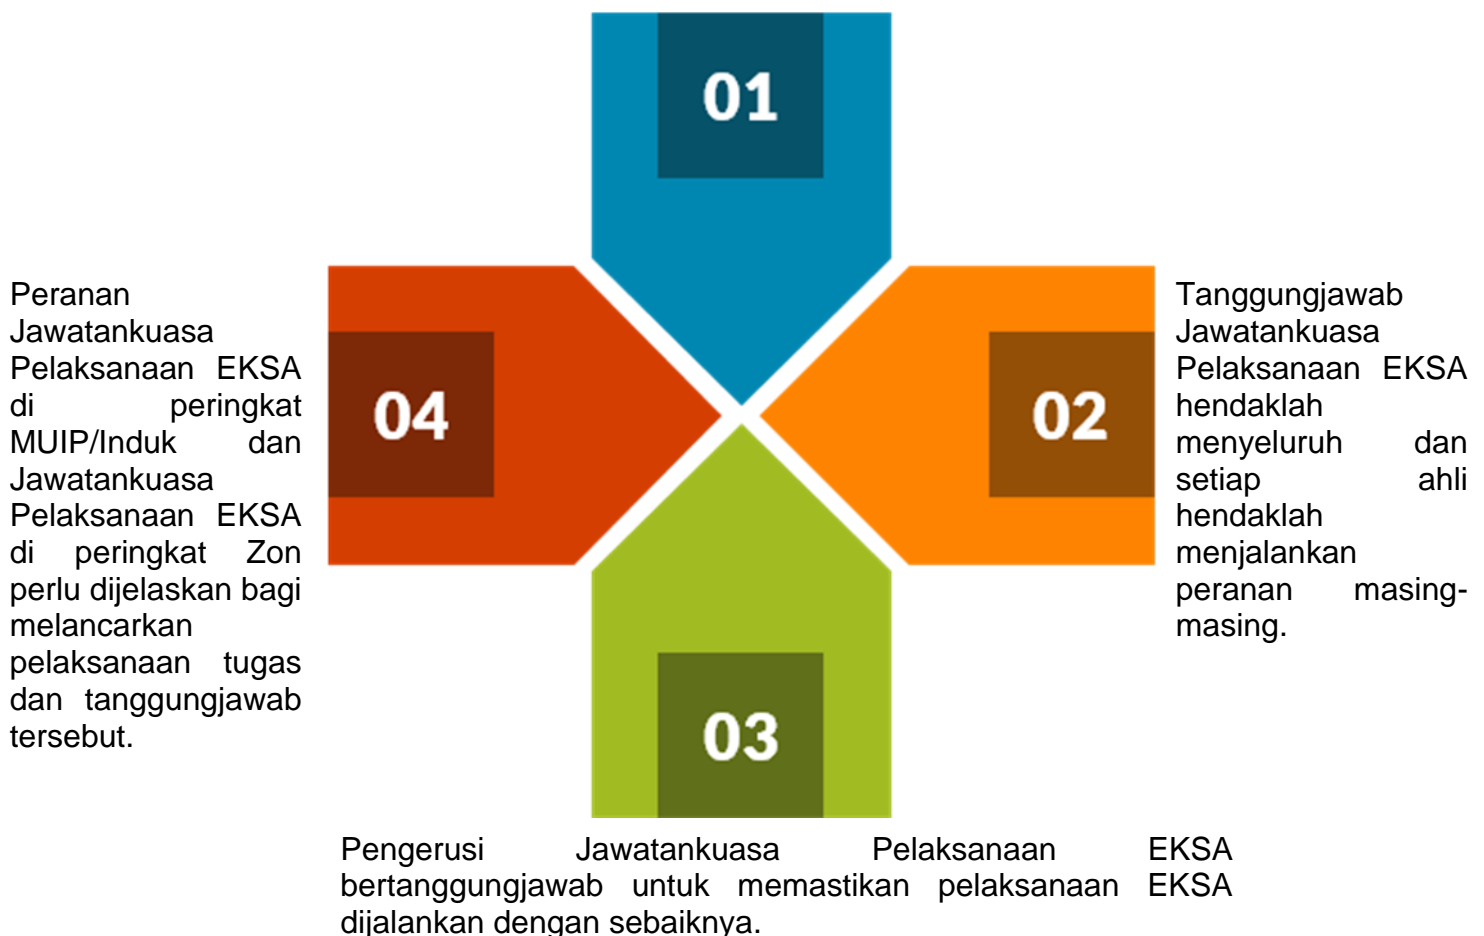 01
Peranan
Jawatankuasa
Pelaksanaan EKSA
di peringkat
MUIP/Induk dan
Jawatankuasa
Pelaksanaan EKSA
di peringkat Zon
perlu dijelaskan bagi
melancarkan
pelaksanaan tugas
dan tanggungjawab
tersebut.
04
02
Tanggungjawab
Jawatankuasa
Pelaksanaan EKSA
hendaklah
menyeluruh dan
setiap ahli
hendaklah
menjalankan
peranan masing-
masing.
03
Pengerusi Jawatankuasa Pelaksanaan EKSA
bertanggungjawab untuk memastikan pelaksanaan EKSA
dijalankan dengan sebaiknya.